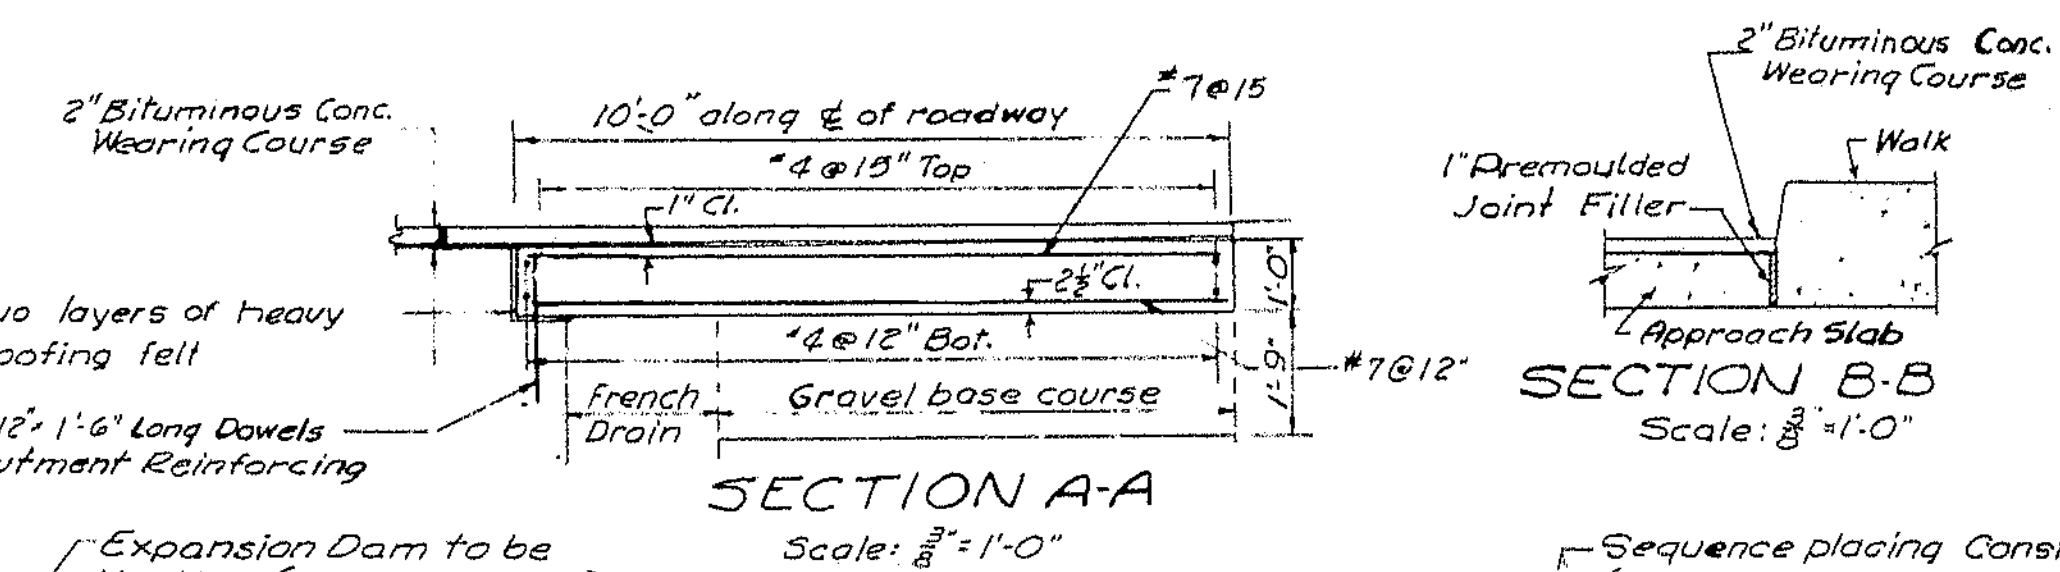 2" Bituminous Conc.
Wearing Course
10'-0" along ℄ of roadway
#7@15
#4 @ 15" Top
1" Cl.
2½" Cl.
1'-0"
layers of heavy
felt
#4 @ 12" Bot.
1'-9"
#7@12"
French
Drain
Gravel base course
1'-6" Long Dowels
Reinforcing
SECTION A-A
Scale: 3/8" = 1'-0"
2" Bituminous Conc.
Wearing Course
Walk
1" Premoulded
Joint Filler
Approach Slab
SECTION B-B
Scale: 3/8" = 1'-0"
Expansion Dam to be
Sequence placing